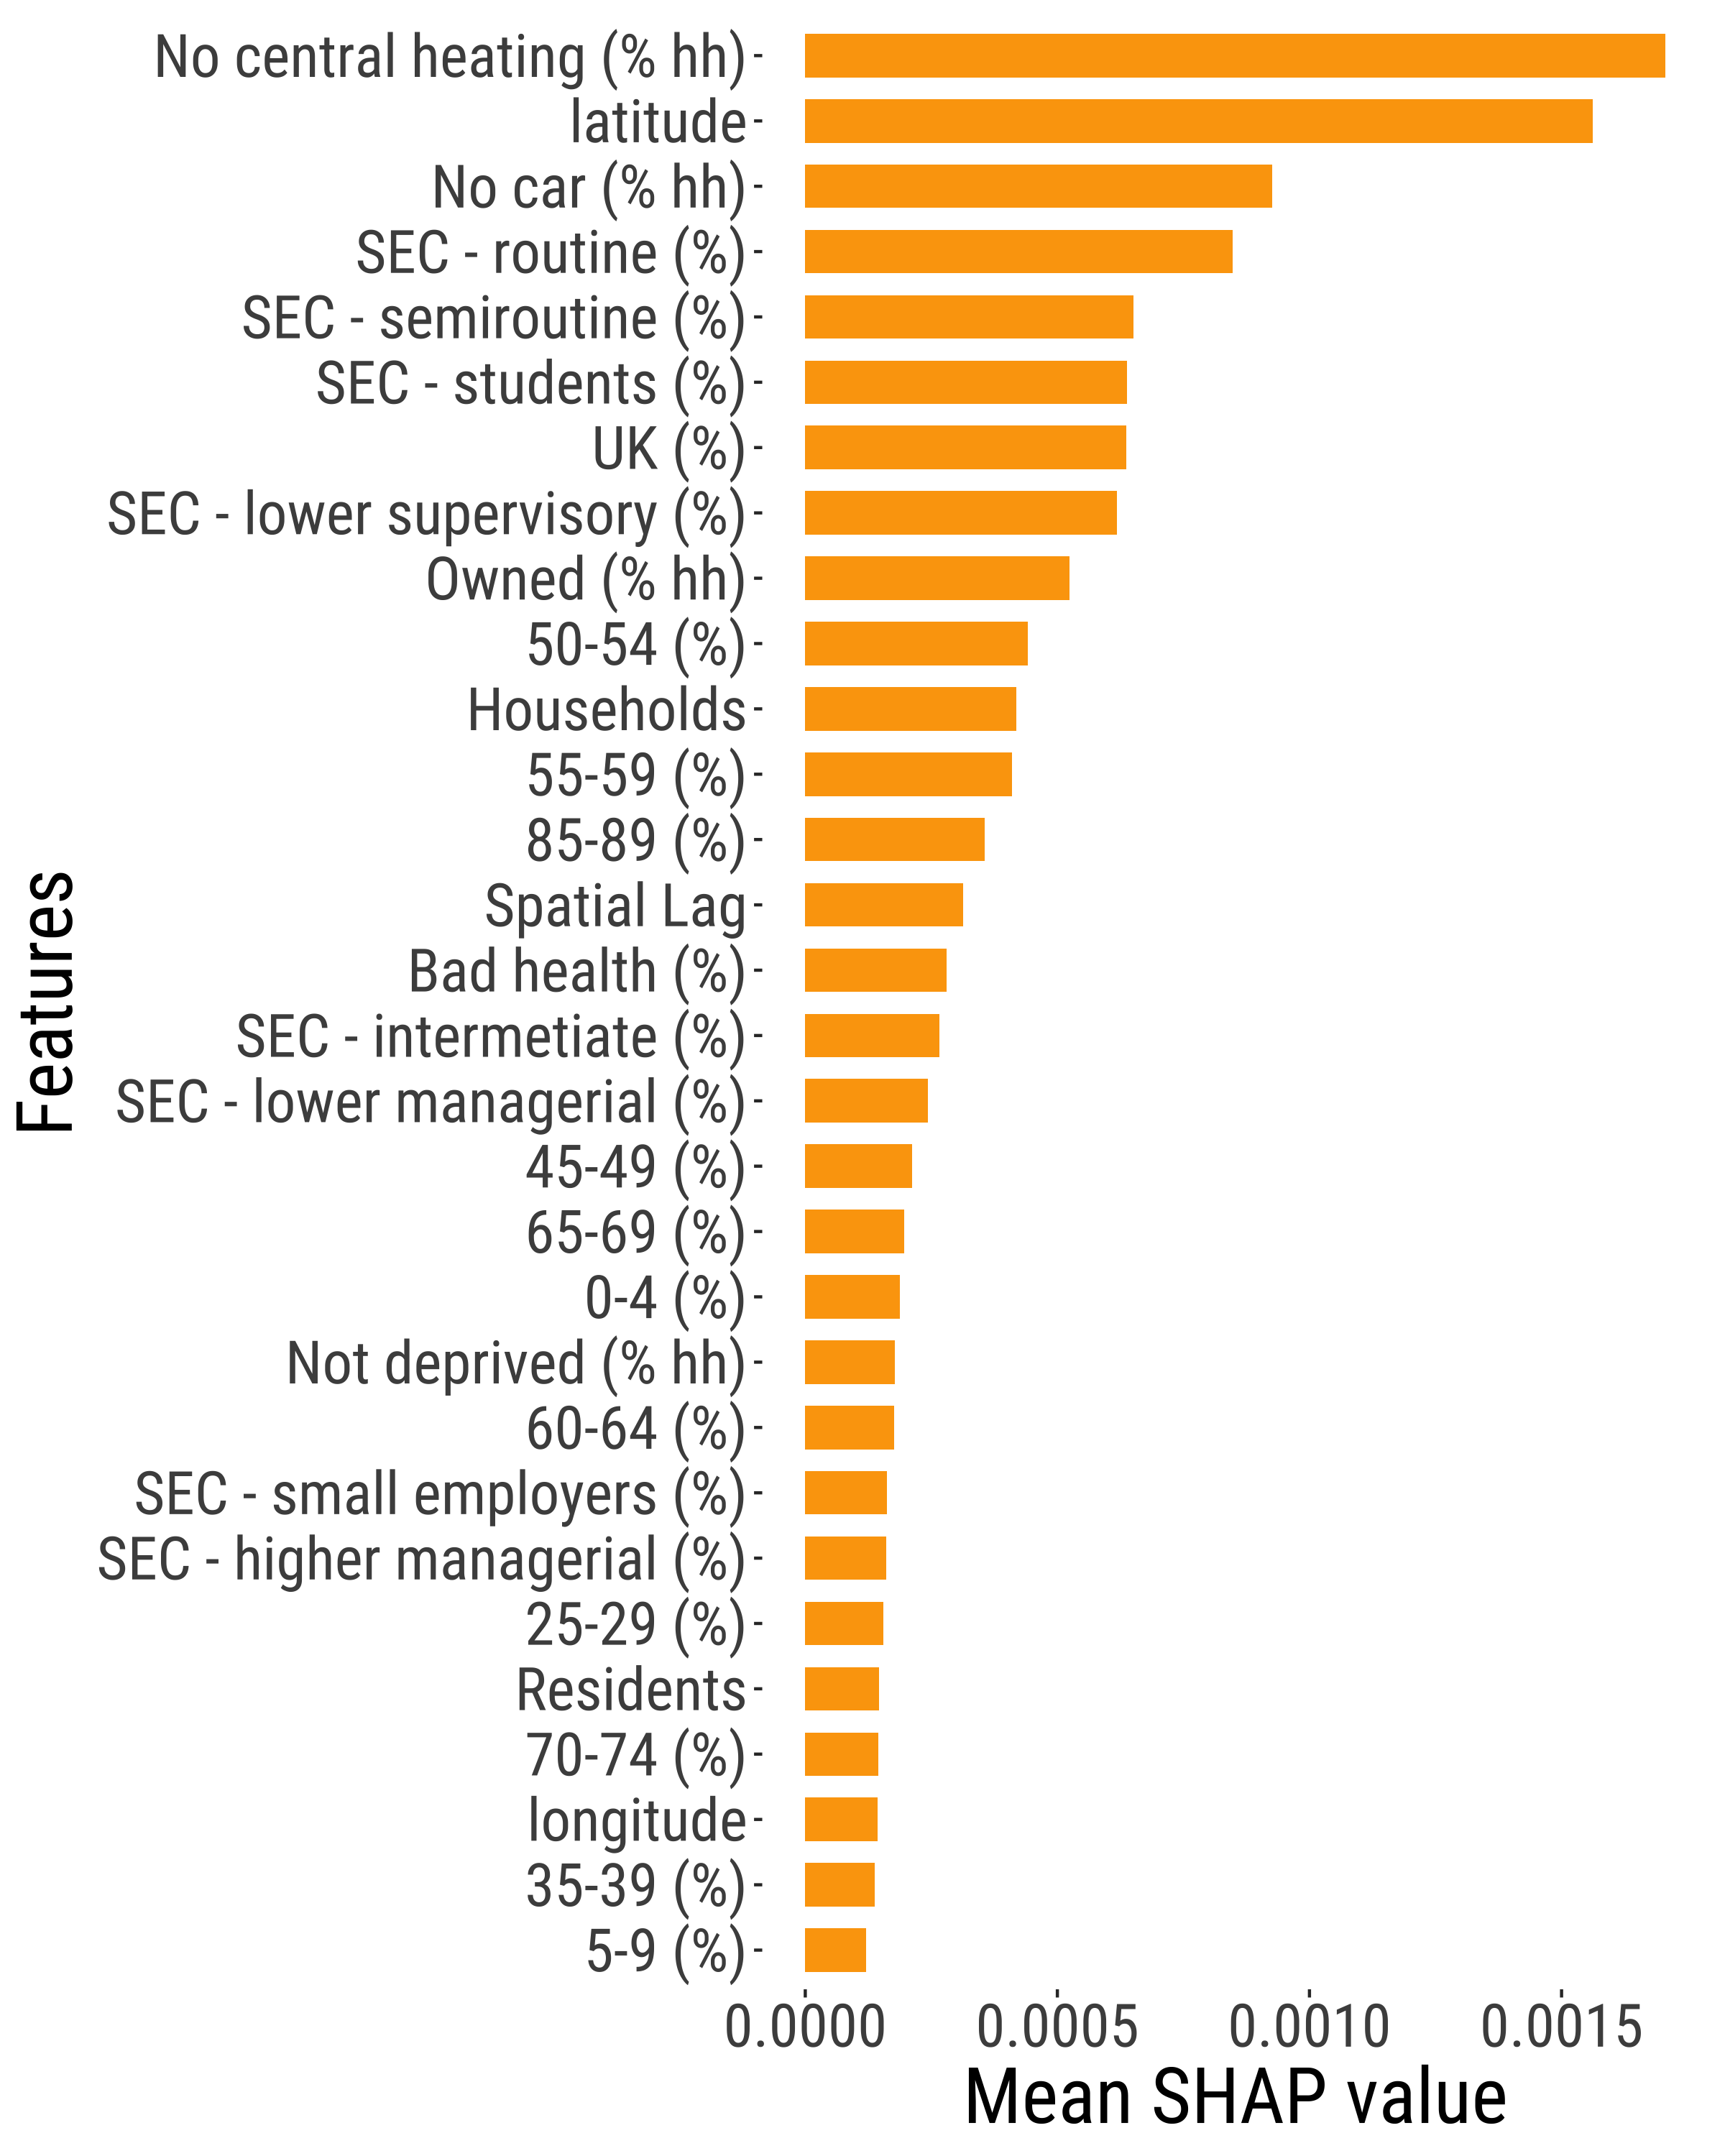 No central heating (% hh)
latitude
No car (% hh)
SEC - routine (%)
SEC - semiroutine (%)
SEC - students (%)
UK (%)
SEC - lower supervisory (%)
Owned (% hh)
50-54 (%)
Households
55-59 (%)
85-89 (%)
Spatial Lag
Bad health (%)
SEC - intermetiate (%)
SEC - lower managerial (%)
45-49 (%)
65-69 (%)
0-4 (%)
Not deprived (% hh)
60-64 (%)
SEC - small employers (%)
SEC - higher managerial (%)
25-29 (%)
Residents
70-74 (%)
longitude
35-39 (%)
5-9 (%)
Features
0.0000 0.0005 0.0010 0.0015
Mean SHAP value